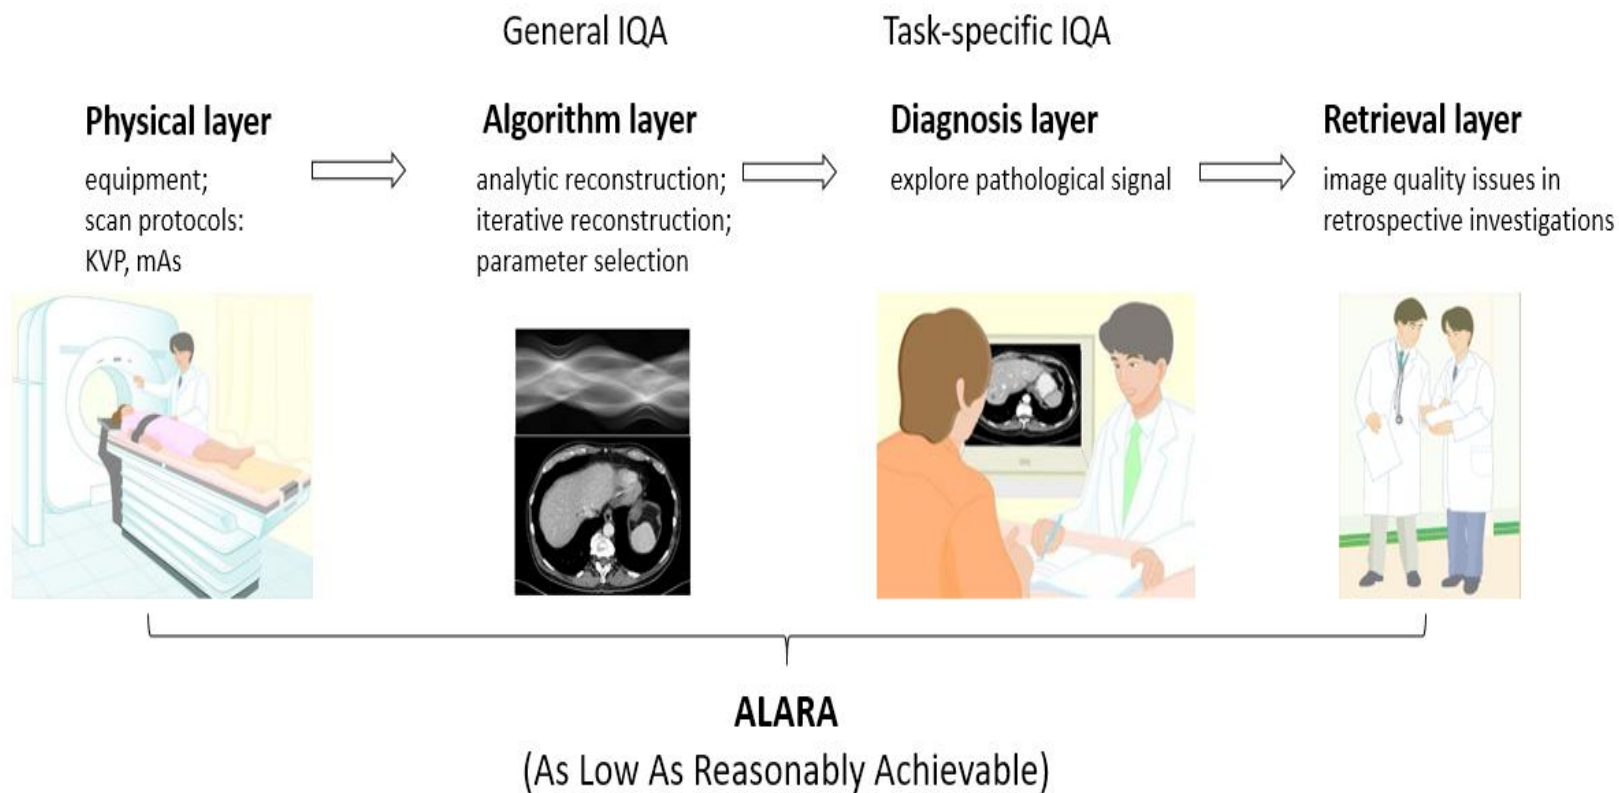 General IQA
Task-specific IQA
Physical layer
equipment;
scan protocols:
KVP, mAs
Algorithm layer
analytic reconstruction;
iterative reconstruction;
parameter selection
Diagnosis layer
explore pathological signal
Retrieval layer
image quality issues in
retrospective investigations
ALARA
(As Low As Reasonably Achievable)